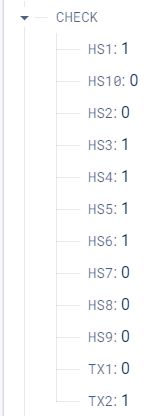 CHECK
HS1: 1
HS10: 0
HS2: 0
HS3: 1
HS4: 1
HS5: 1
HS6: 1
HS7: 0
HS8: 0
HS9: 0
TX1: 0
TX2: 1